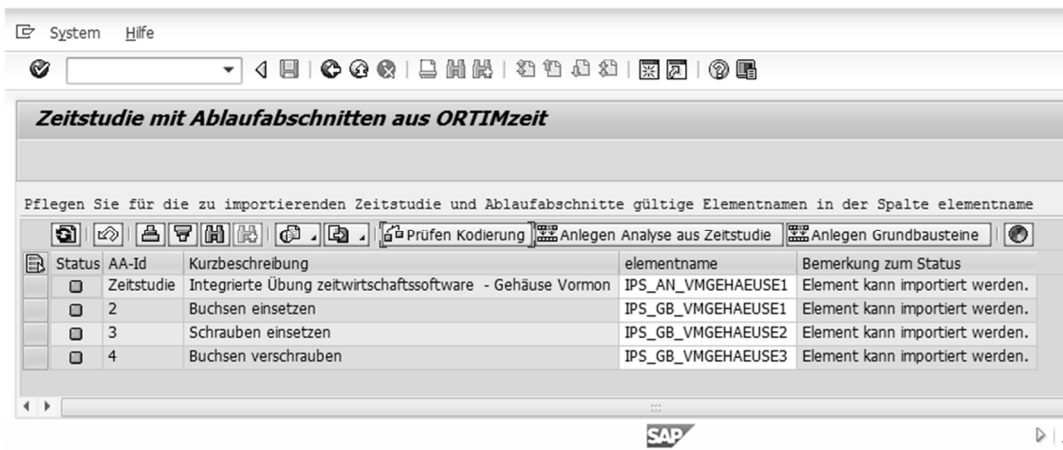 System Hilfe
Zeitstudie mit Ablaufabschnitten aus ORTIMzeit
Pflegen Sie für die zu importierenden Zeitstudie und Ablaufabschnitte gültige Elementnamen in der Spalte elementname
Prüfen Kodierung Anlegen Analyse aus Zeitstudie Anlegen Grundbausteine
Status AA-Id Kurzbeschreibung elementname Bemerkung zum Status
Zeitstudie Integrierte Übung zeitwirtschaftssoftware - Gehäuse Vormon IPS_AN_VMGEHAEUSE1 Element kann importiert werden.
2 Buchsen einsetzen IPS_GB_VMGEHAEUSE1 Element kann importiert werden.
3 Schrauben einsetzen IPS_GB_VMGEHAEUSE2 Element kann importiert werden.
4 Buchsen verschrauben IPS_GB_VMGEHAEUSE3 Element kann importiert werden.
SAP